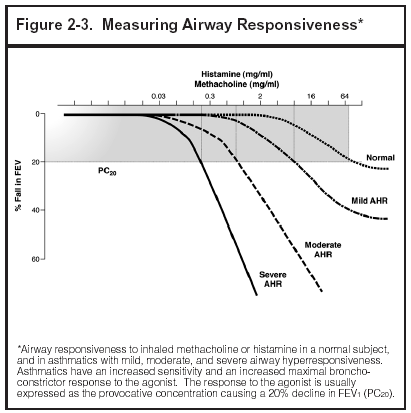 Figure 2-3. Measuring Airway Responsiveness*
Histamine (mg/ml)
Methacholine (mg/ml)
0.03 0.3 2 16 64
0
20
40
60
% Fall in FEV
PC20
Normal
Mild AHR
Moderate
AHR
Severe
AHR
*Airway responsiveness to inhaled methacholine or histamine in a normal subject,
and in asthmatics with mild, moderate, and severe airway hyperresponsiveness.
Asthmatics have an increased sensitivity and an increased maximal broncho-
constrictor response to the agonist. The response to the agonist is usually
expressed as the provocative concentration causing a 20% decline in FEV1 (PC20).